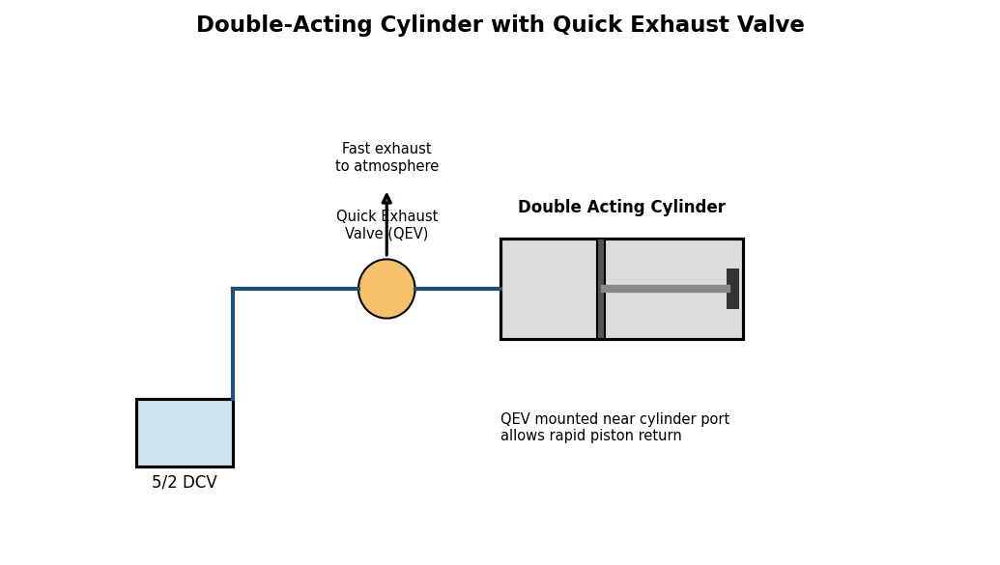 Double-Acting Cylinder with Quick Exhaust Valve
Fast exhaust
to atmosphere
Quick Exhaust
Valve (QEV)
Double Acting Cylinder
QEV mounted near cylinder port
allows rapid piston return
5/2 DCV